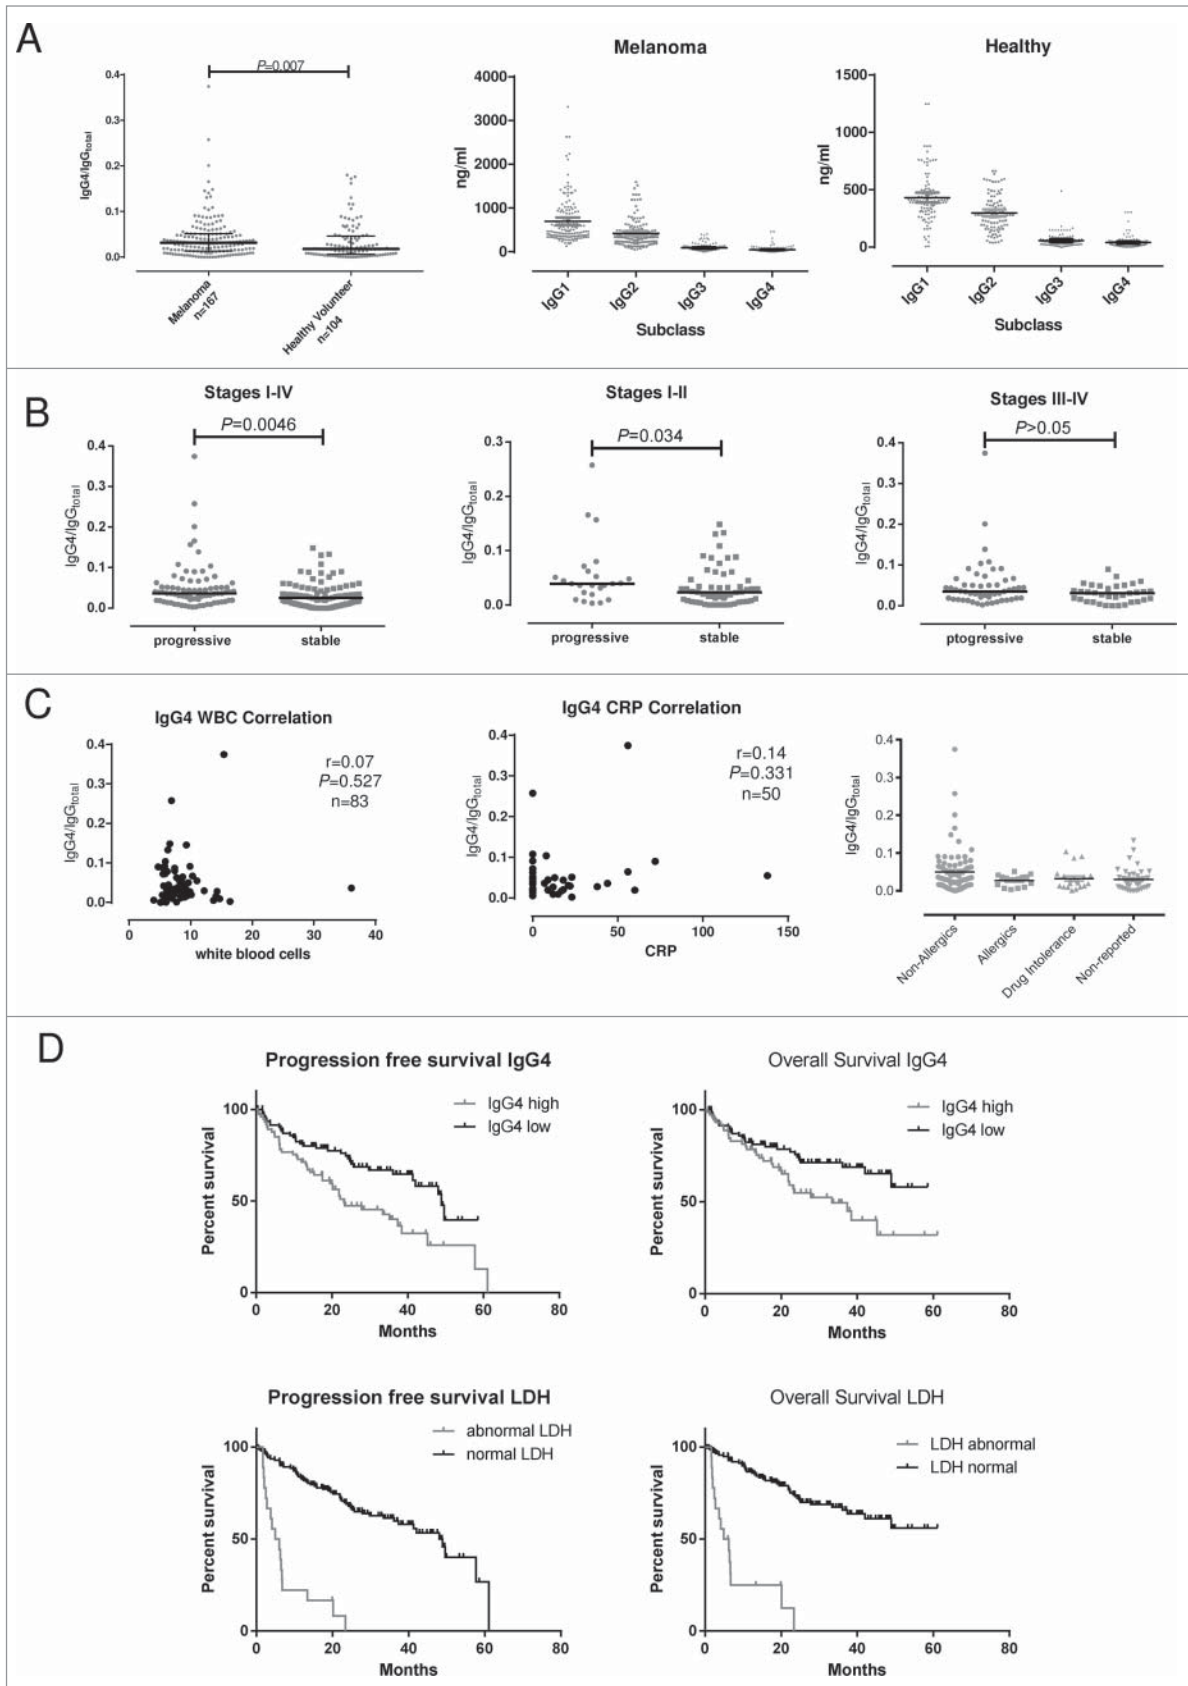 A
P=0.007
0.4
0.3
0.2
0.1
0.0
IgG4/IgGtotal
Melanoma
n=167
Healthy Volunteer
n=104
Melanoma
4000
3000
2000
1000
0
ng/ml
IgG1
IgG2
IgG3
IgG4
Subclass
Healthy
1500
1000
500
0
ng/ml
IgG1
IgG2
IgG3
IgG4
Subclass
B
Stages I-IV
P=0.0046
0.4
0.3
0.2
0.1
0.0
IgG4/IgGtotal
progressive stable
Stages I-II
P=0.034
0.3
0.2
0.1
0.0
IgG4/IgGtotal
progressive stable
Stages III-IV
P>0.05
0.4
0.3
0.2
0.1
0.0
IgG4/IgGtotal
ptogressive stable
C
IgG4 WBC Correlation
r=0.07
P=0.527
n=83
0.4
0.3
0.2
0.1
0.0
IgG4/IgGtotal
0 10 20 30 40
white blood cells
IgG4 CRP Correlation
r=0.14
P=0.331
n=50
0.4
0.3
0.2
0.1
0.0
IgG4/IgGtotal
0 50 100 150
CRP
0.4
0.3
0.2
0.1
0.0
IgG4/IgGtotal
Non-Allergics
Allergics
Drug Intolerance
Non-reported
D
Progression free survival IgG4
IgG4 high
IgG4 low
100
50
0
Percent survival
0 20 40 60 80
Months
Overall Survival IgG4
IgG4 high
IgG4 low
100
50
0
Percent survival
0 20 40 60 80
Months
Progression free survival LDH
abnormal LDH
normal LDH
100
50
0
Percent survival
0 20 40 60 80
Months
Overall Survival LDH
LDH abnormal
LDH normal
100
50
0
Percent survival
0 20 40 60 80
Months